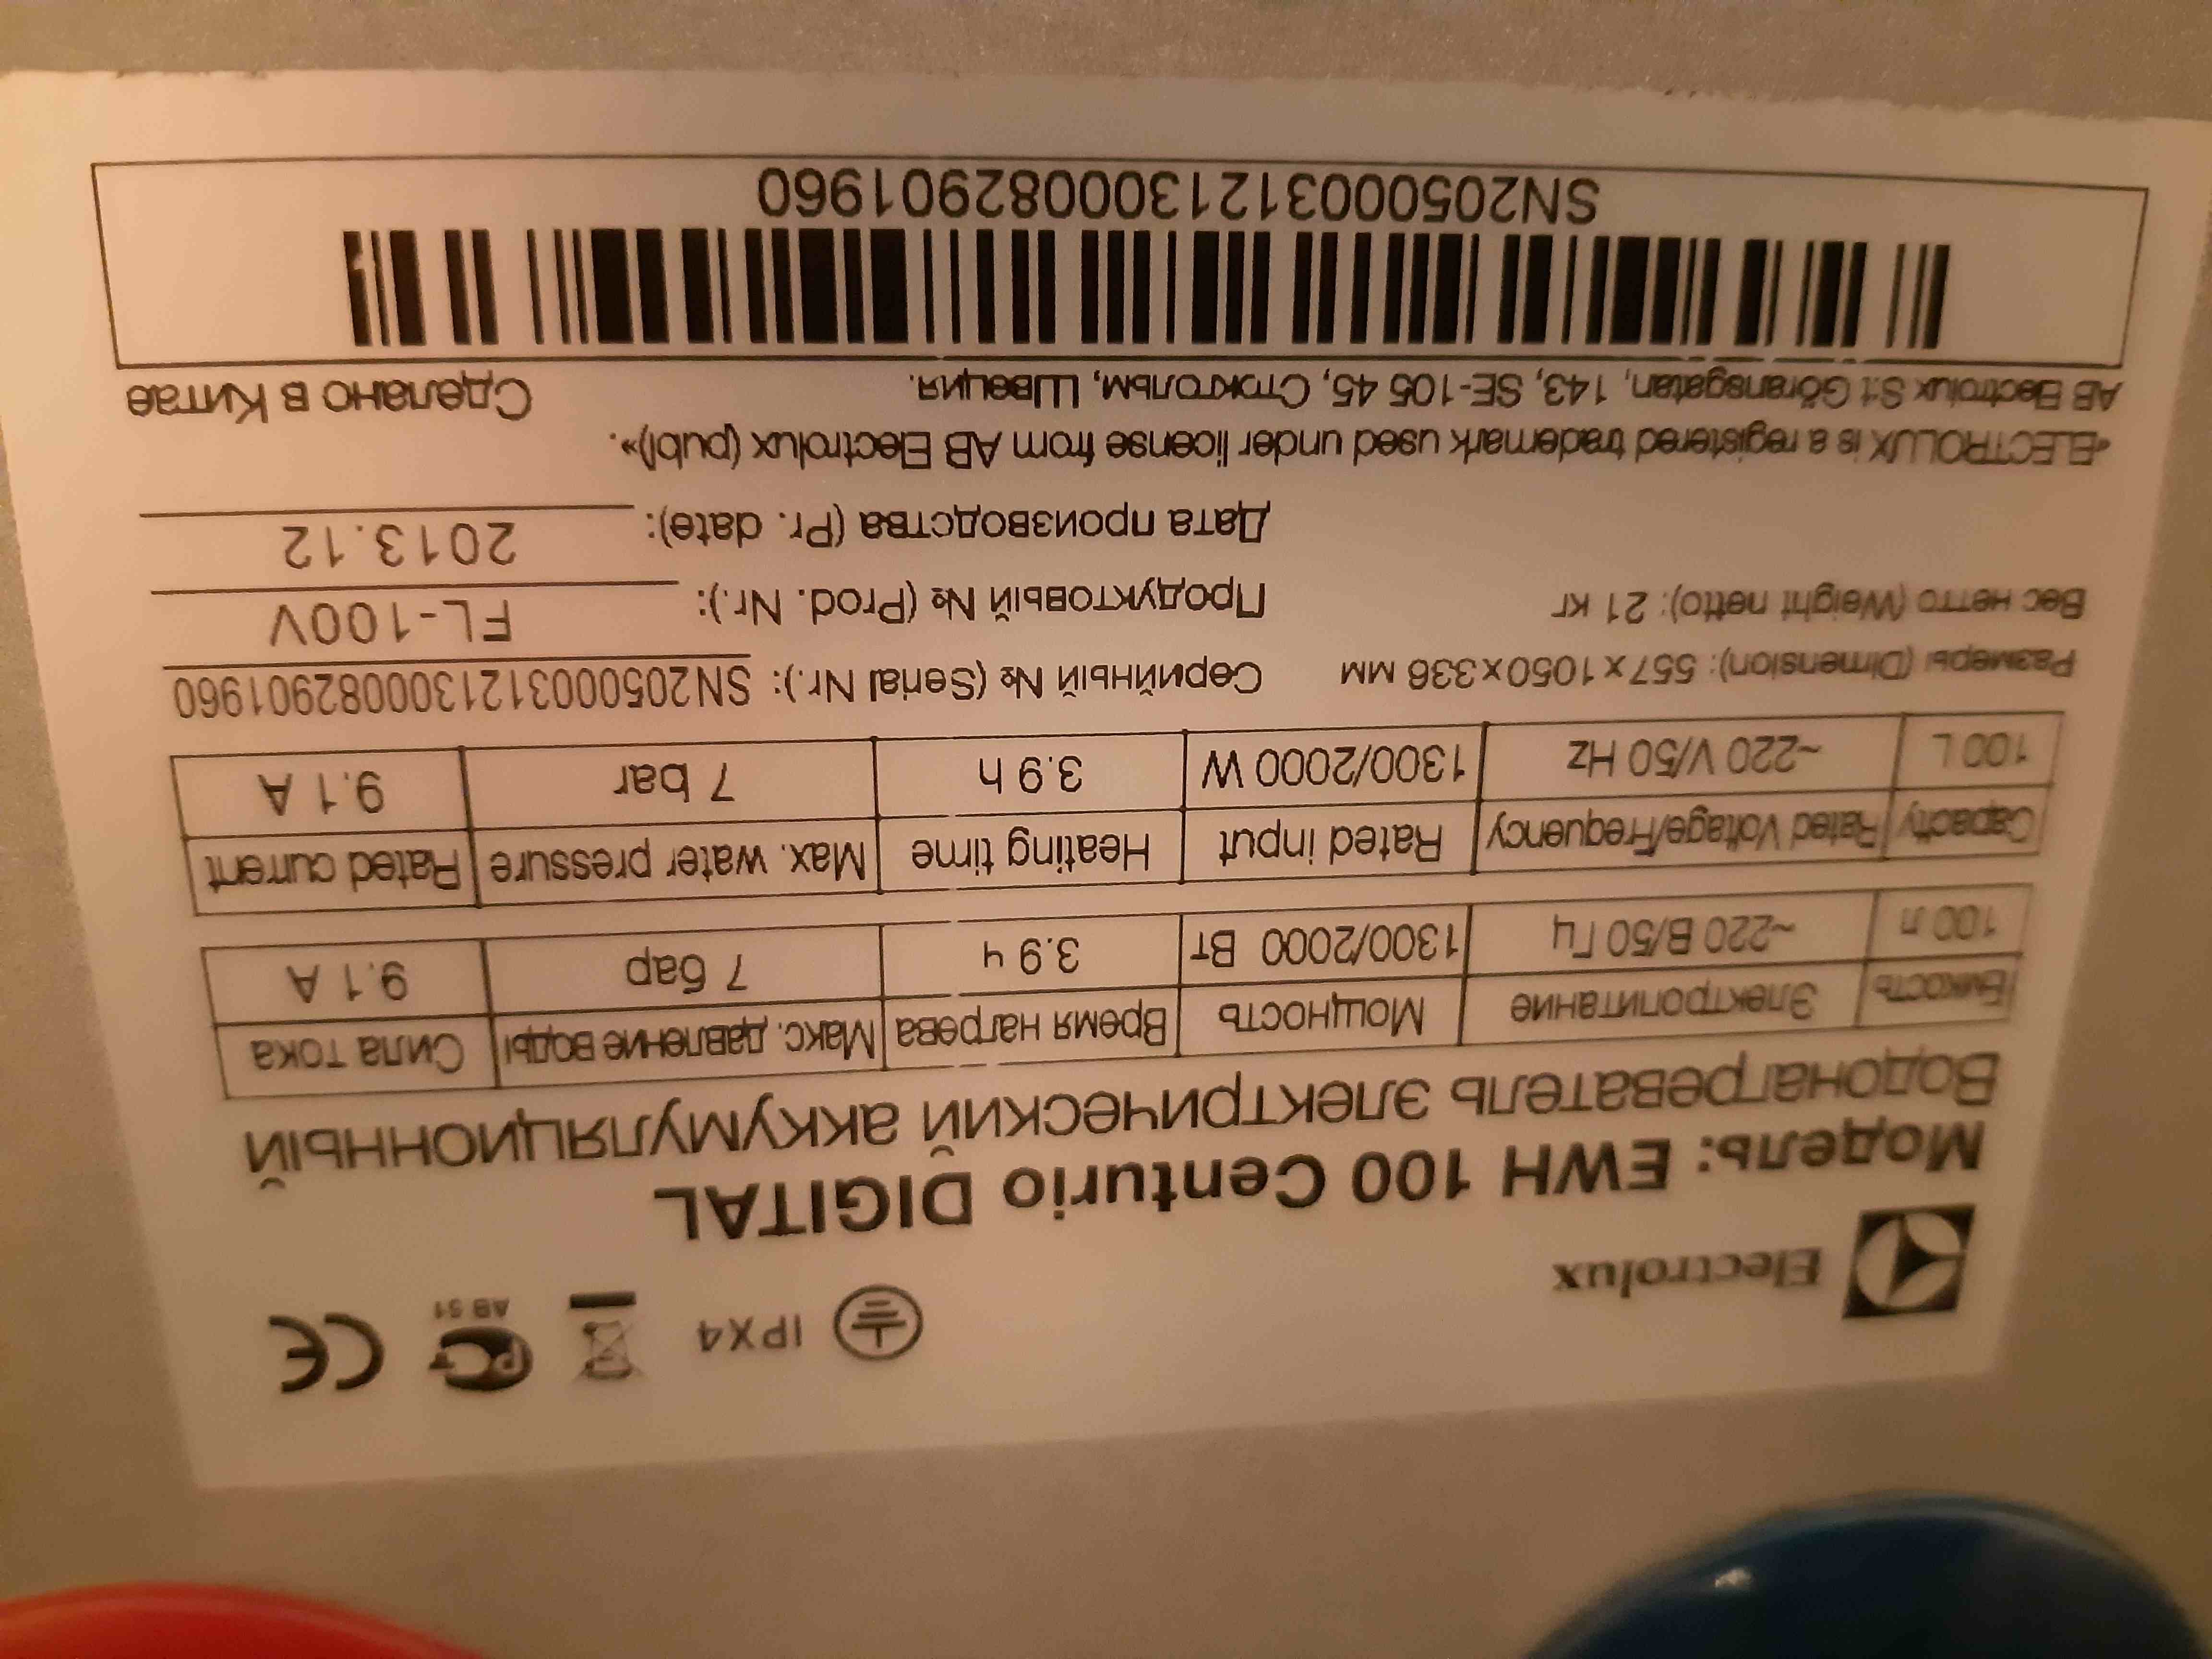 Electrolux
IPX4
АВ 51
Модель: EWH 100 Centurio DIGITAL
Водонагреватель электрический аккумуляционный
Емкость Электропитание Мощность Время нагрева Макс. давление воды Сила тока
100 л ~220 В/50 Гц 1300/2000 Вт 3.9 ч 7 бар 9.1 А
Capacity Rated Voltage/Frequency Rated input Heating time Max. water pressure Rated current
100 L ~220 V/50 Hz 1300/2000 W 3.9 h 7 bar 9.1 A
Размеры (Dimension): 557x1050x336 мм Серийный № (Serial Nr.): SN2050003121300082901960
Вес нетто (Weight netto): 21 кг Продуктовый № (Prod. Nr.): FL-100V
Дата производства (Pr. date): 2013.12
«ELECTROLUX is a registered trademark used under license from AB Electrolux (publ)».
AB Electrolux S:t Göransgatan, 143, SE-105 45, Стокгольм, Швеция. Сделано в Китае
SN2050003121300082901960